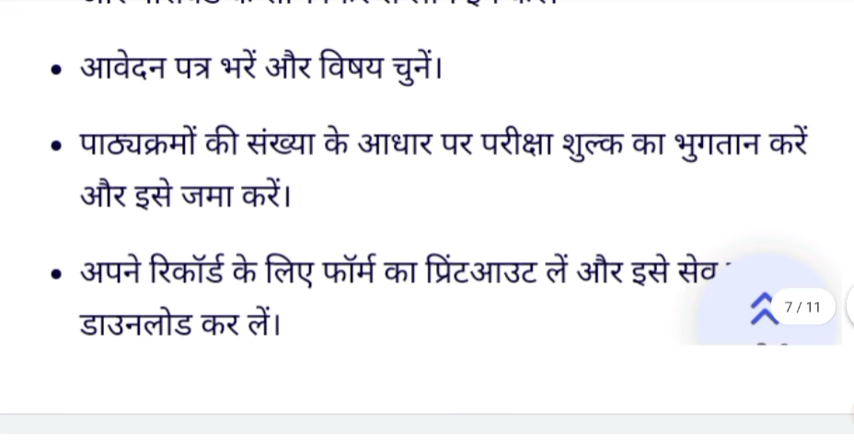 • आवेदन पत्र भरें और विषय चुनें।
• पाठ्यक्रमों की संख्या के आधार पर परीक्षा शुल्क का भुगतान करें
और इसे जमा करें।
• अपने रिकॉर्ड के लिए फॉर्म का प्रिंटआउट लें और इसे सेव
7 / 11
डाउनलोड कर लें।